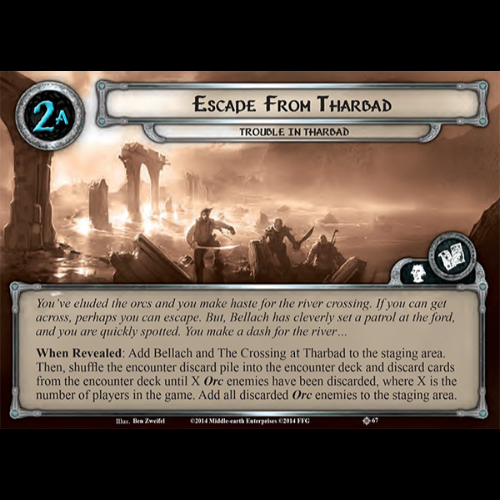 2A
Escape From Tharbad
Trouble in Tharbad
You've eluded the orcs and you make haste for the river crossing. If you can get
across, perhaps you can escape. But, Bellach has cleverly set a patrol at the ford,
and you are quickly spotted. You make a dash for the river…
When Revealed: Add Bellach and The Crossing at Tharbad to the staging area.
Then, shuffle the encounter discard pile into the encounter deck and discard cards
from the encounter deck until X Orc enemies have been discarded, where X is the
number of players in the game. Add all discarded Orc enemies to the staging area.
Illus. Ben Zweifel ©2014 Middle-earth Enterprises ©2014 FFG 67